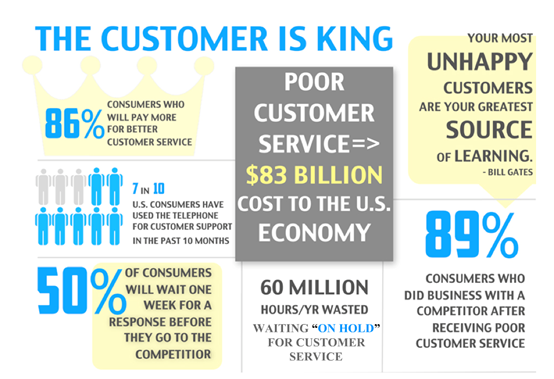 THE CUSTOMER IS KING
86%
CONSUMERS WHO
WILL PAY MORE
FOR BETTER
CUSTOMER SERVICE
7 IN 10
U.S. CONSUMERS HAVE
USED THE TELEPHONE
FOR CUSTOMER SUPPORT
IN THE PAST 10 MONTHS
50%
OF CONSUMERS
WILL WAIT ONE
WEEK FOR A
RESPONSE BEFORE
THEY GO TO THE
COMPETITIOR
POOR
CUSTOMER
SERVICE=>
$83 BILLION
COST TO THE U.S.
ECONOMY
60 MILLION
HOURS/YR WASTED
WAITING “ON HOLD”
FOR CUSTOMER
SERVICE
YOUR MOST
UNHAPPY
CUSTOMERS
ARE YOUR GREATEST
SOURCE
OF LEARNING.
- BILL GATES
89%
CONSUMERS WHO
DID BUSINESS WITH A
COMPETITOR AFTER
RECEIVING POOR
CUSTOMER SERVICE